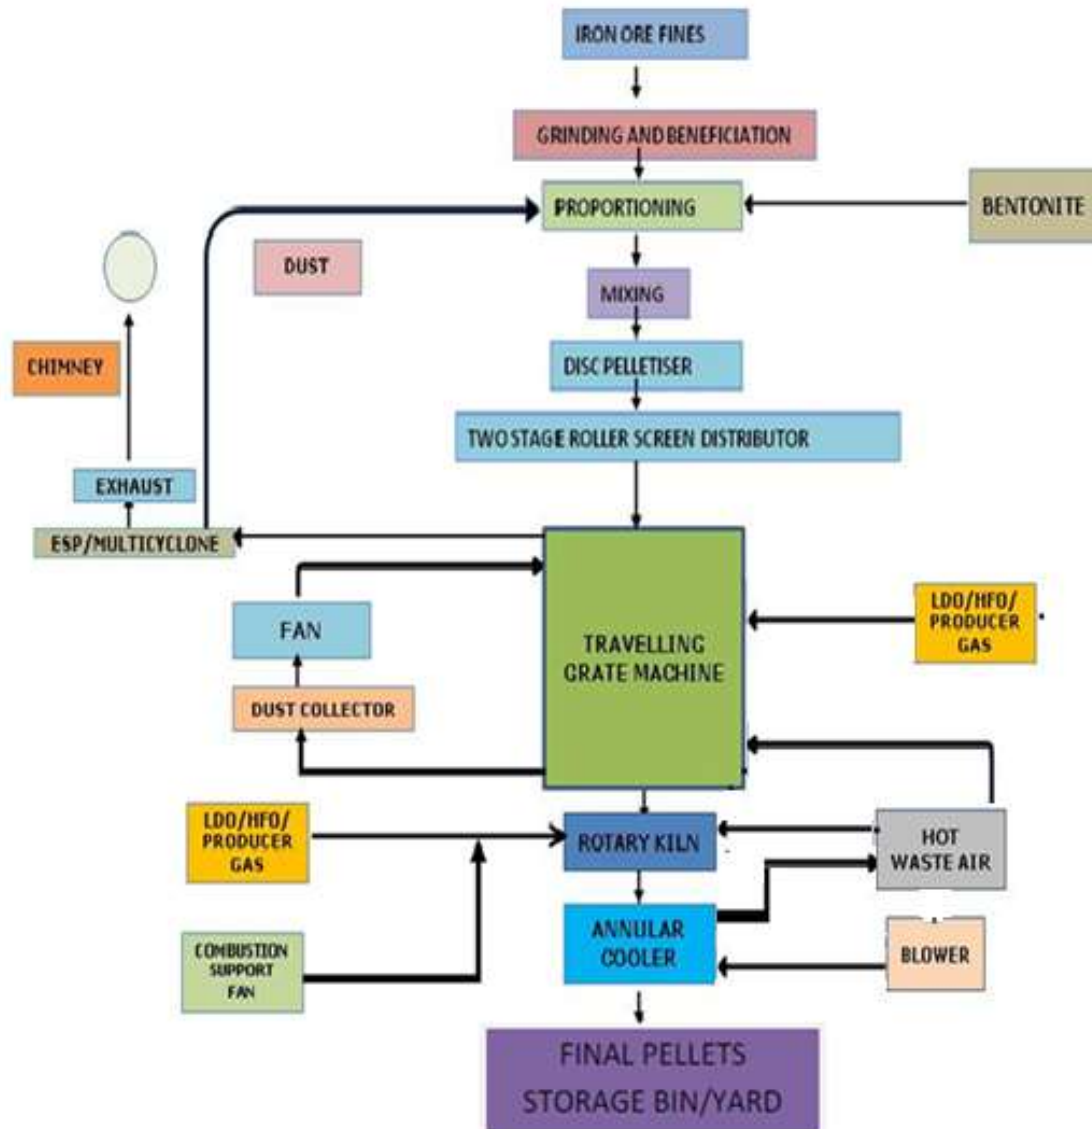 IRON ORE FINES
GRINDING AND BENEFICIATION
PROPORTIONING
BENTONITE
DUST
MIXING
CHIMNEY
DISC PELLETISER
TWO STAGE ROLLER SCREEN DISTRIBUTOR
EXHAUST
ESP/MULTICYCLONE
FAN
LDO/HFO/
PRODUCER
GAS
TRAVELLING
GRATE MACHINE
DUST COLLECTOR
LDO/HFO/
PRODUCER
GAS
ROTARY KILN
HOT
WASTE AIR
ANNULAR
COOLER
COMBUSTION
SUPPORT
FAN
BLOWER
FINAL PELLETS
STORAGE BIN/YARD